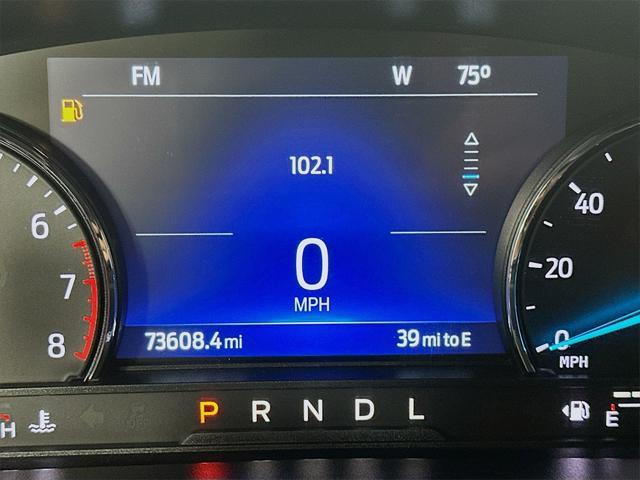 FM W 75°
102.1
6 40
7 20
8 0 0
MPH MPH
73608.4 mi 39 mi to E
P R N D L
H E